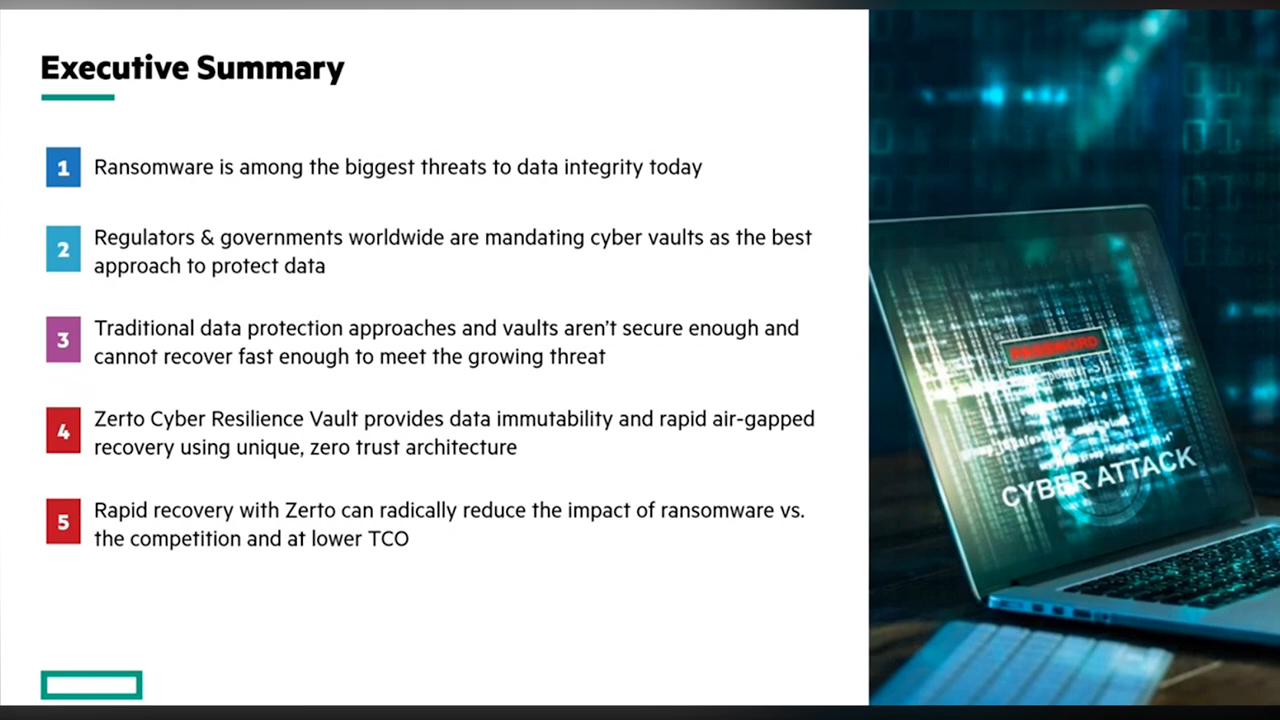 Executive Summary
1
Ransomware is among the biggest threats to data integrity today
2
Regulators & governments worldwide are mandating cyber vaults as the best
approach to protect data
3
Traditional data protection approaches and vaults aren’t secure enough and
cannot recover fast enough to meet the growing threat
4
Zerto Cyber Resilience Vault provides data immutability and rapid air-gapped
recovery using unique, zero trust architecture
5
Rapid recovery with Zerto can radically reduce the impact of ransomware vs.
the competition and at lower TCO
PASSWORD
CYBER ATTACK